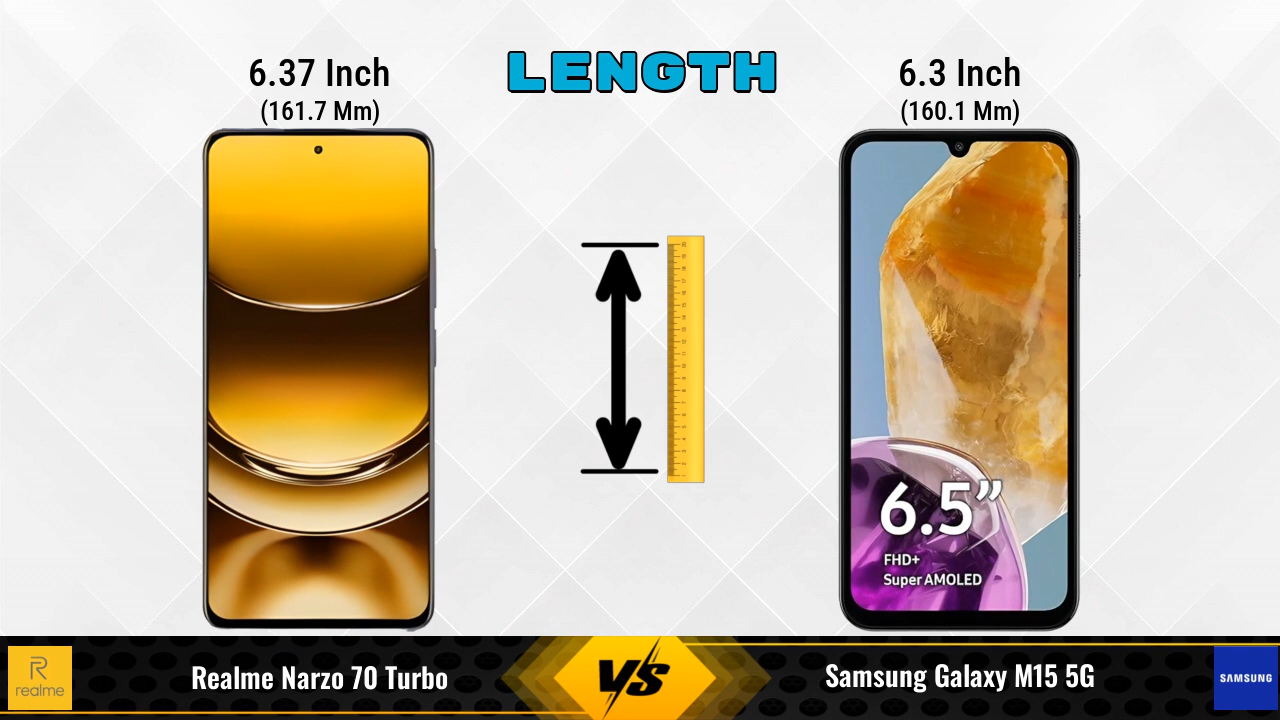 LENGTH
6.37 Inch
(161.7 Mm)
6.3 Inch
(160.1 Mm)
6.5”
FHD+
Super AMOLED
R
realme
Realme Narzo 70 Turbo
VS
Samsung Galaxy M15 5G
SAMSUNG